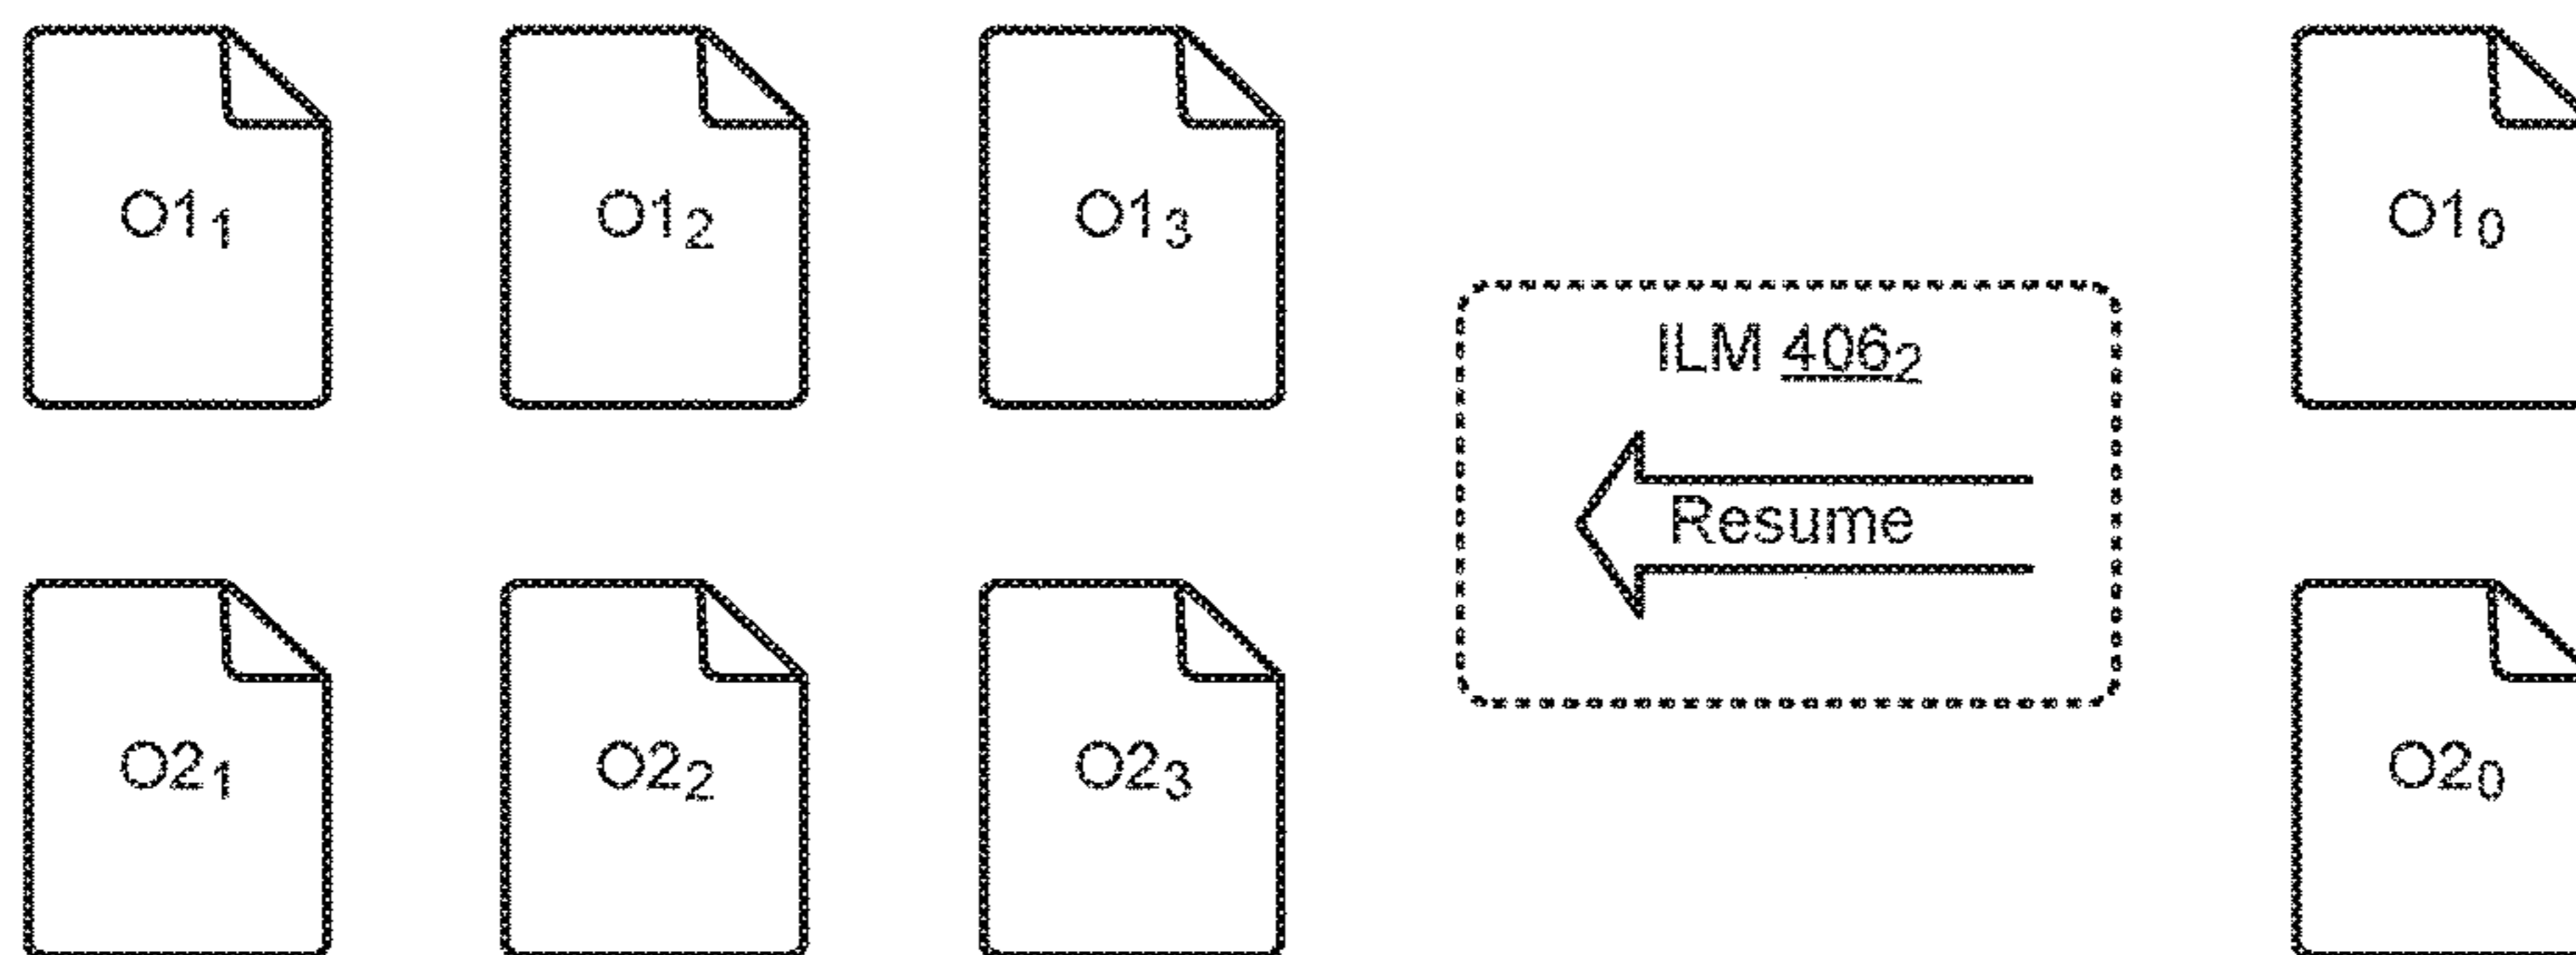 O1₁ O1₂ O1₃ O1₀
ILM 406₂
Resume
O2₁ O2₂ O2₃ O2₀